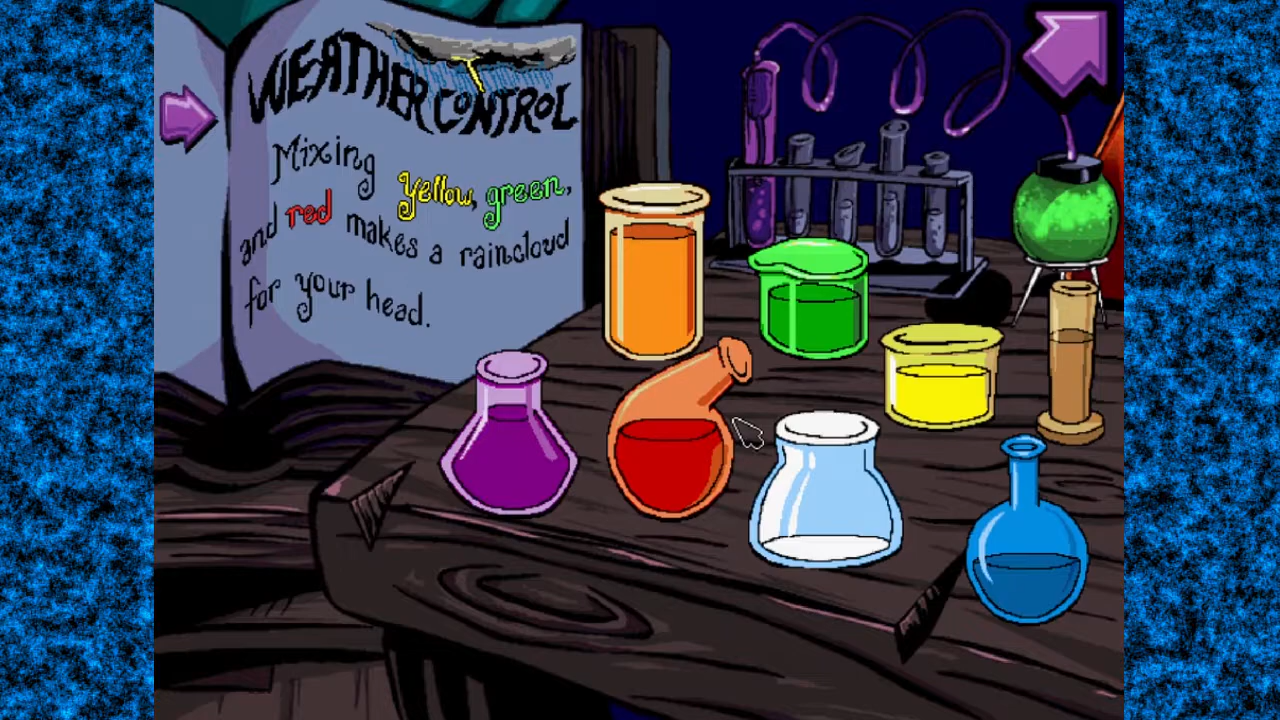 WEATHER CONTROL
Mixing yellow, green,
and red makes a raincloud
for your head.